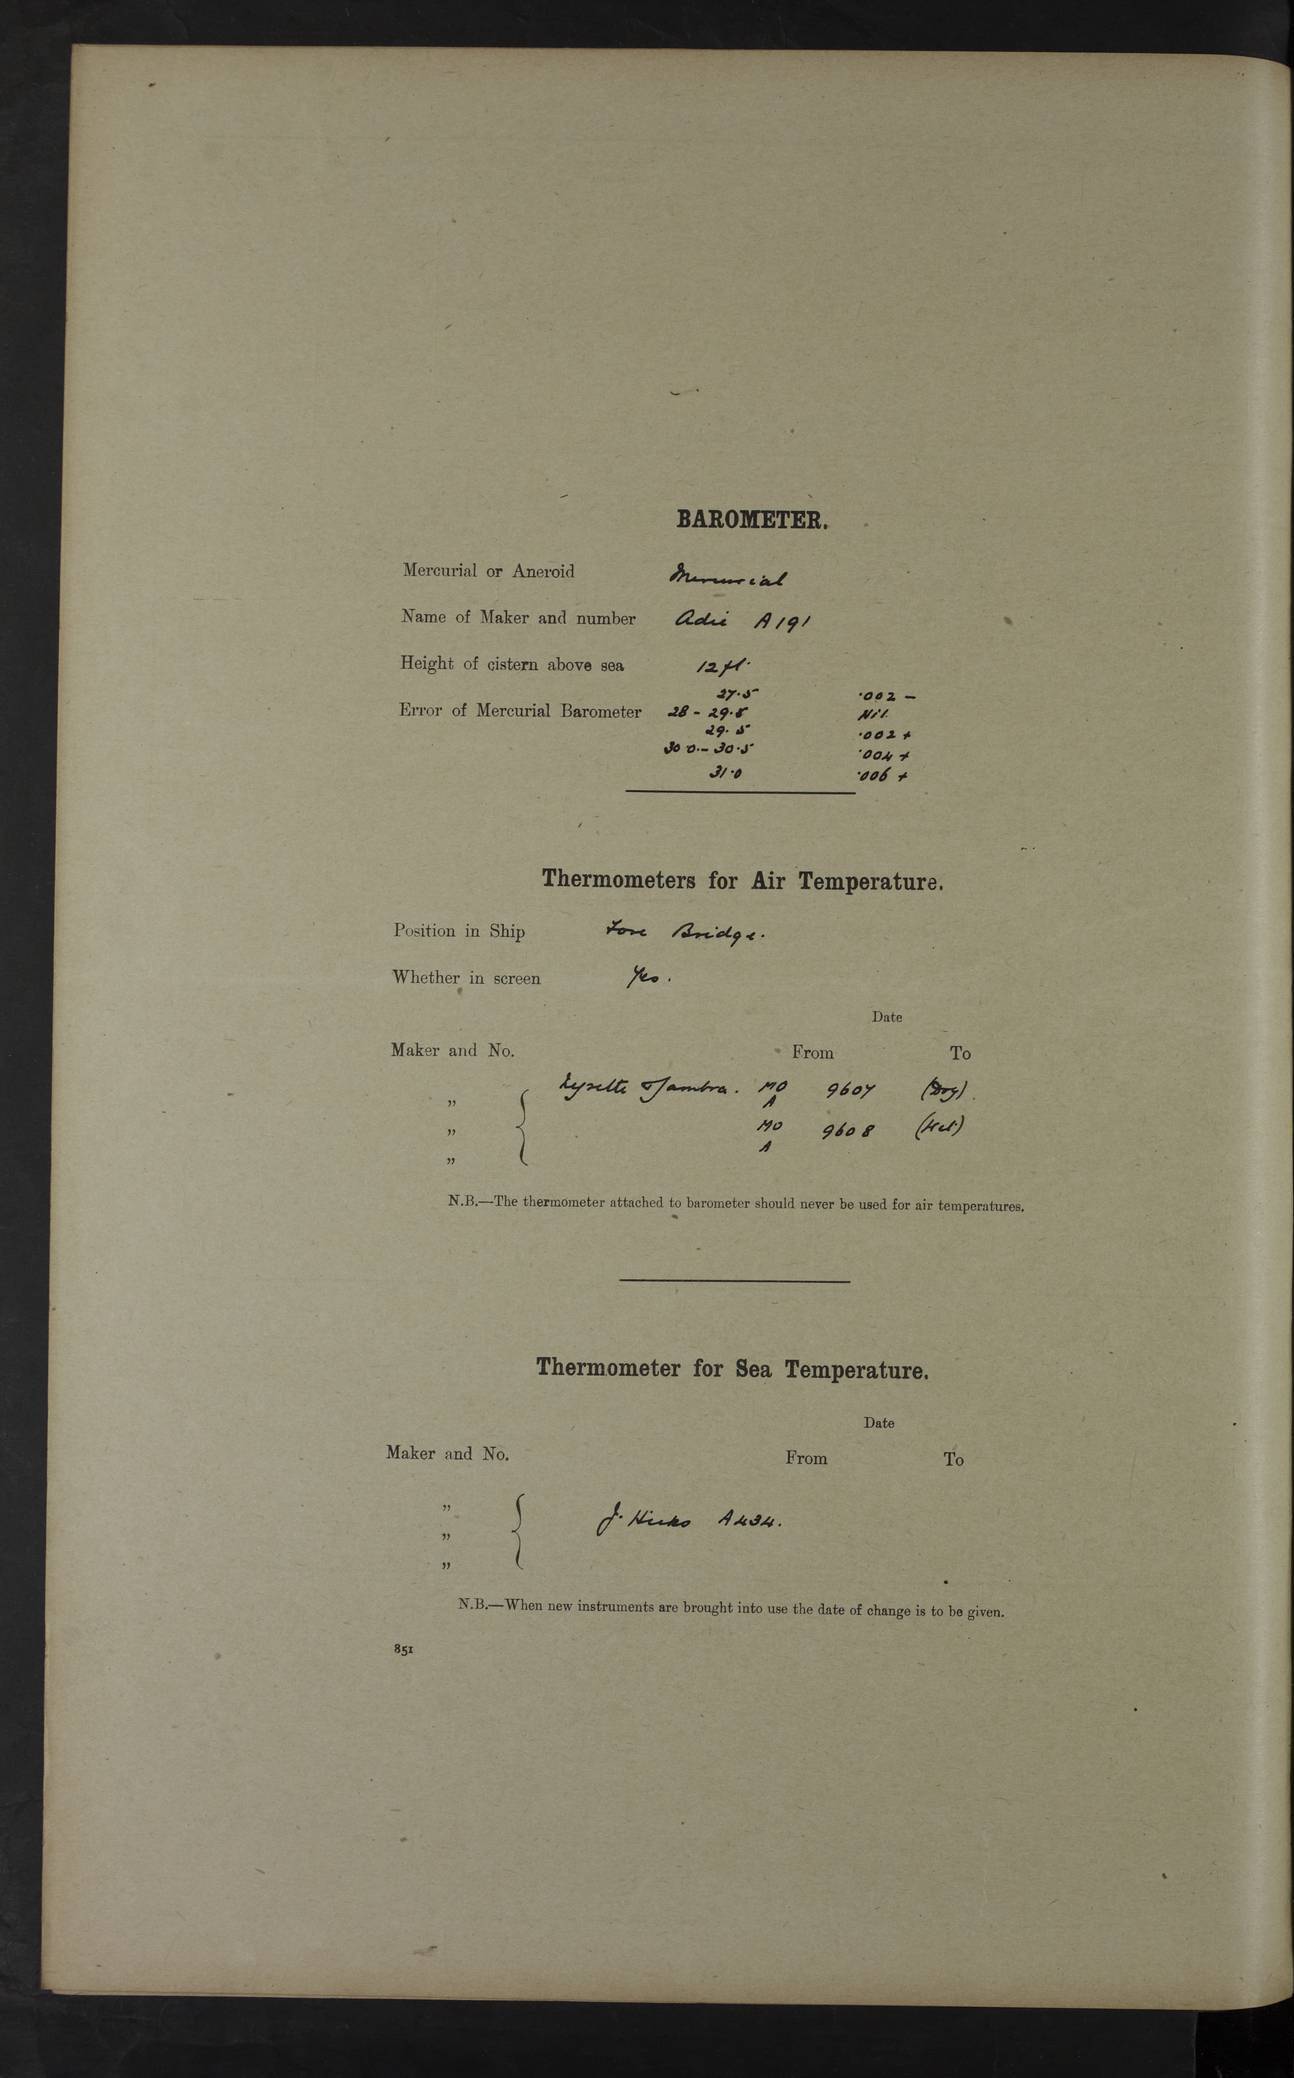 BAROMETER.
Mercurial or Aneroid Mercurial
Name of Maker and number Adie A 191
Height of cistern above sea 12 ft.
27.5 .002 -
Error of Mercurial Barometer 28 - 29.5 Nil.
29.5 .002 +
30.0 - 30.5 .004 +
31.0 .006 +
Thermometers for Air Temperature.
Position in Ship Fore Bridge.
Whether in screen Yes.
Date
Maker and No. From To
Zambra. MO 9607 (Dry).
„ A
„ MO 9608 (Wet)
„ A
N.B.—The thermometer attached to barometer should never be used for air temperatures.
Thermometer for Sea Temperature.
Date
Maker and No. From To
„
„ J. Hicks A434.
„
N.B.—When new instruments are brought into use the date of change is to be given.
851